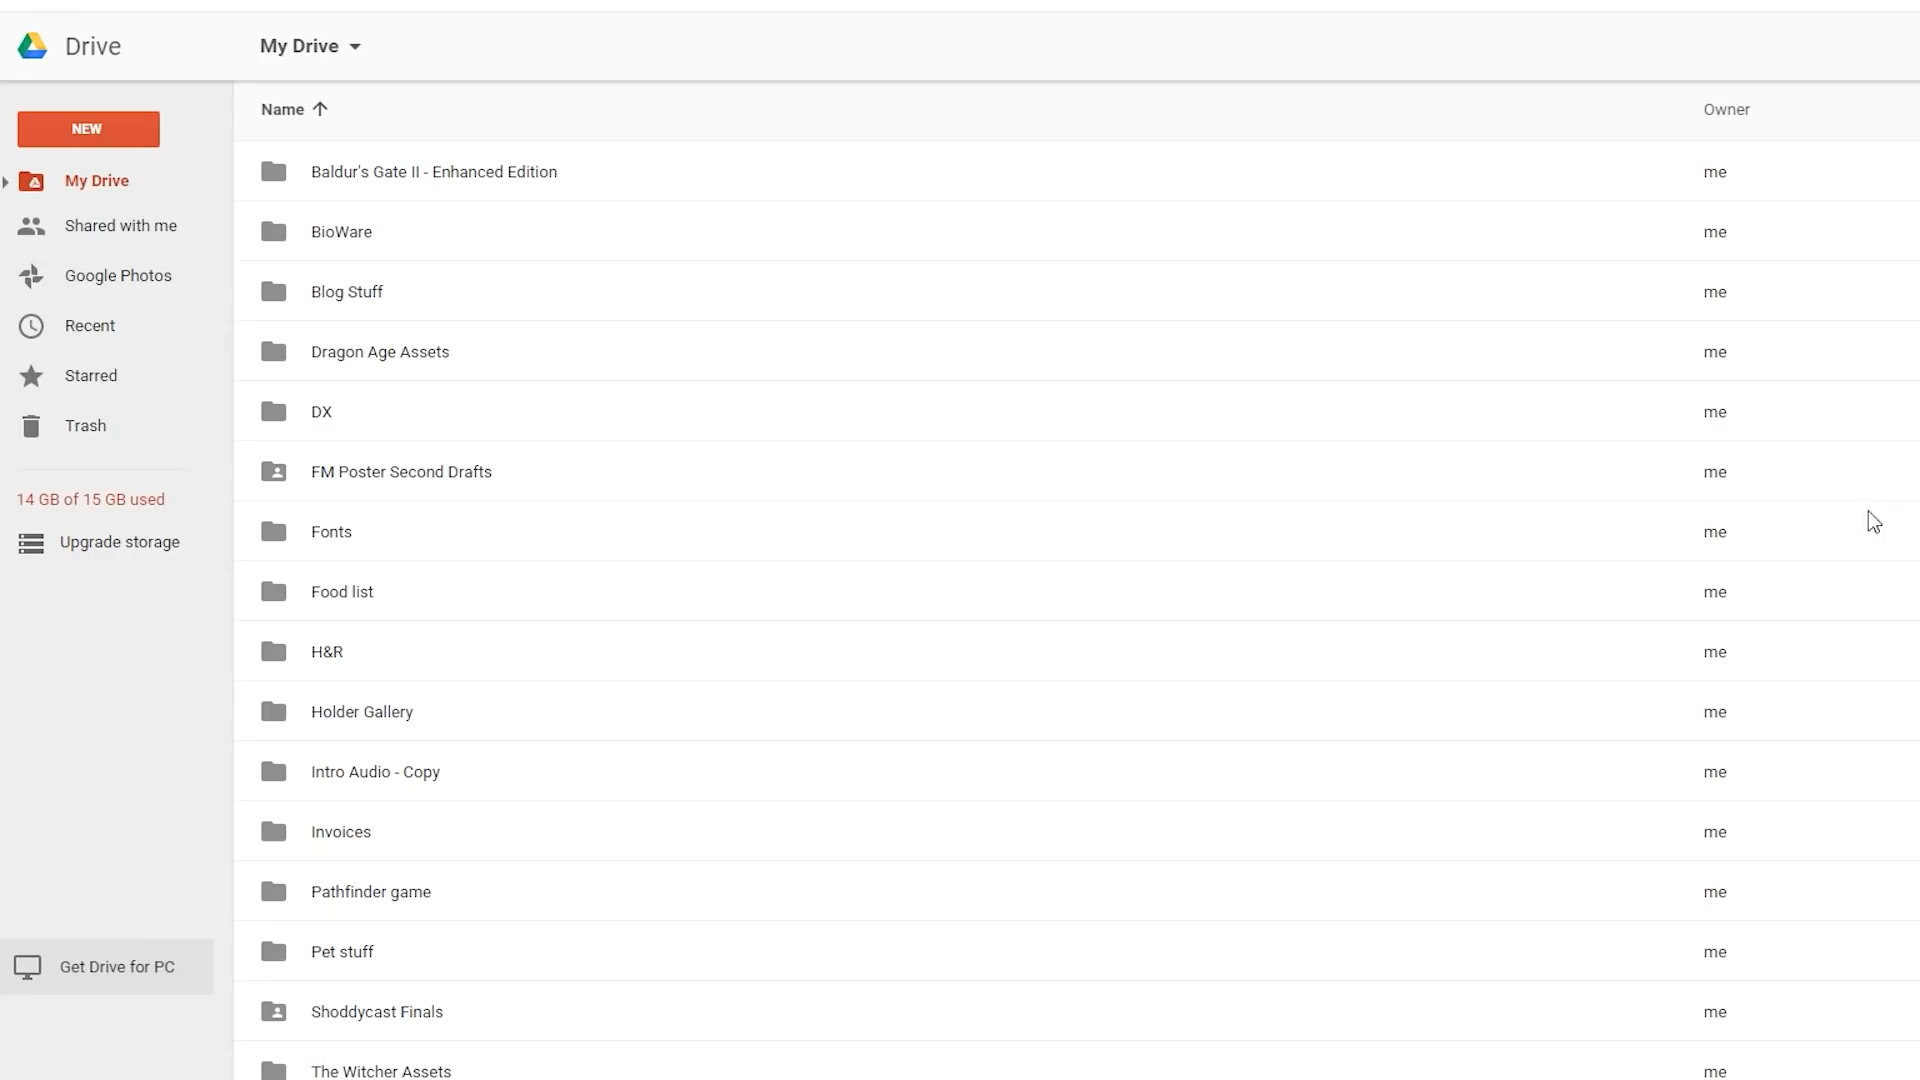 Drive
My Drive
NEW
My Drive
Shared with me
Google Photos
Recent
Starred
Trash
14 GB of 15 GB used
Upgrade storage
Get Drive for PC
Name Owner
Baldur's Gate II - Enhanced Edition me
BioWare me
Blog Stuff me
Dragon Age Assets me
DX me
FM Poster Second Drafts me
Fonts me
Food list me
H&R me
Holder Gallery me
Intro Audio - Copy me
Invoices me
Pathfinder game me
Pet stuff me
Shoddycast Finals me
The Witcher Assets me